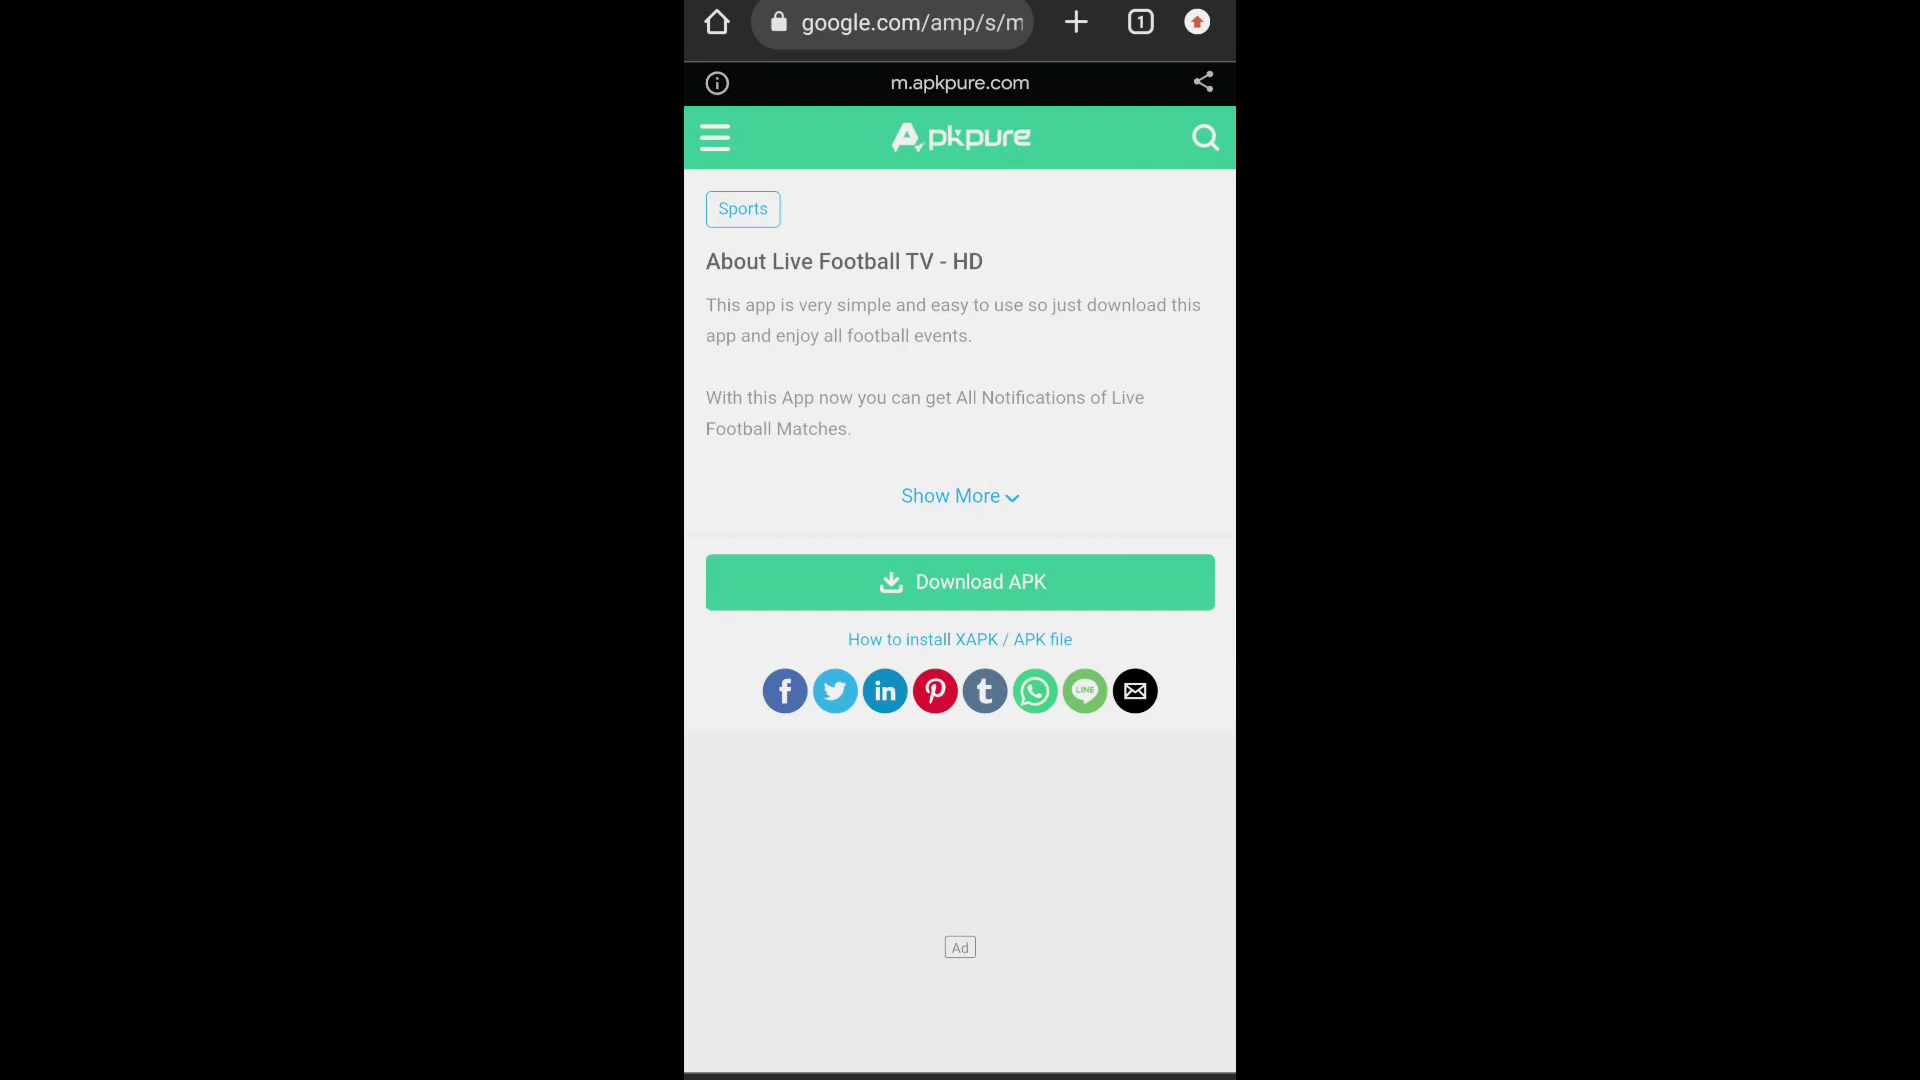 google.com/amp/s/m
1
m.apkpure.com
Apkpure
Sports
About Live Football TV - HD
This app is very simple and easy to use so just download this
app and enjoy all football events.
With this App now you can get All Notifications of Live
Football Matches.
Show More
Download APK
How to install XAPK / APK file
f
in
t
LINE
Ad